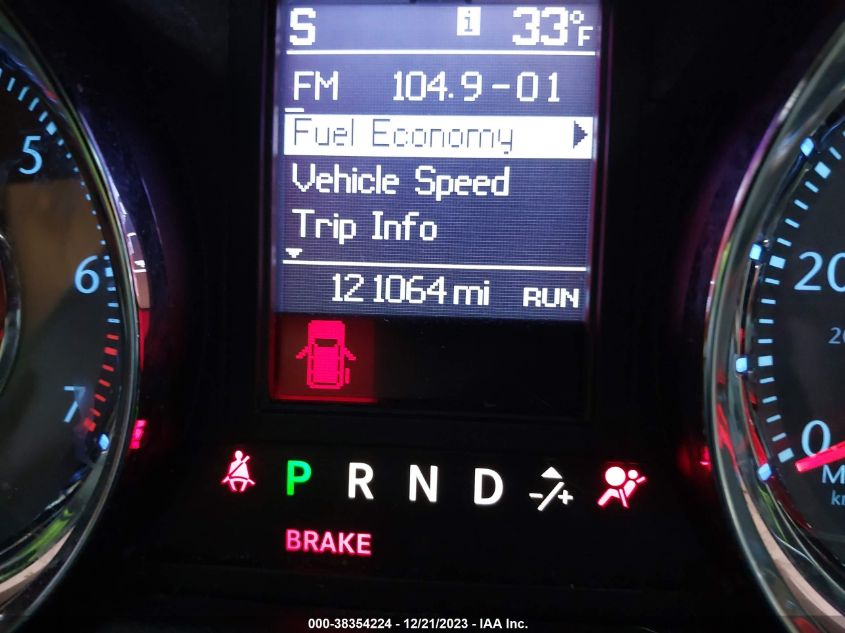 S i 33°F
FM 104.9-01
Fuel Economy
Vehicle Speed
Trip Info
121064 mi RUN
5
6
7
20
0
P R N D -/+
BRAKE
000-38354224 - 12/21/2023 - IAA Inc.